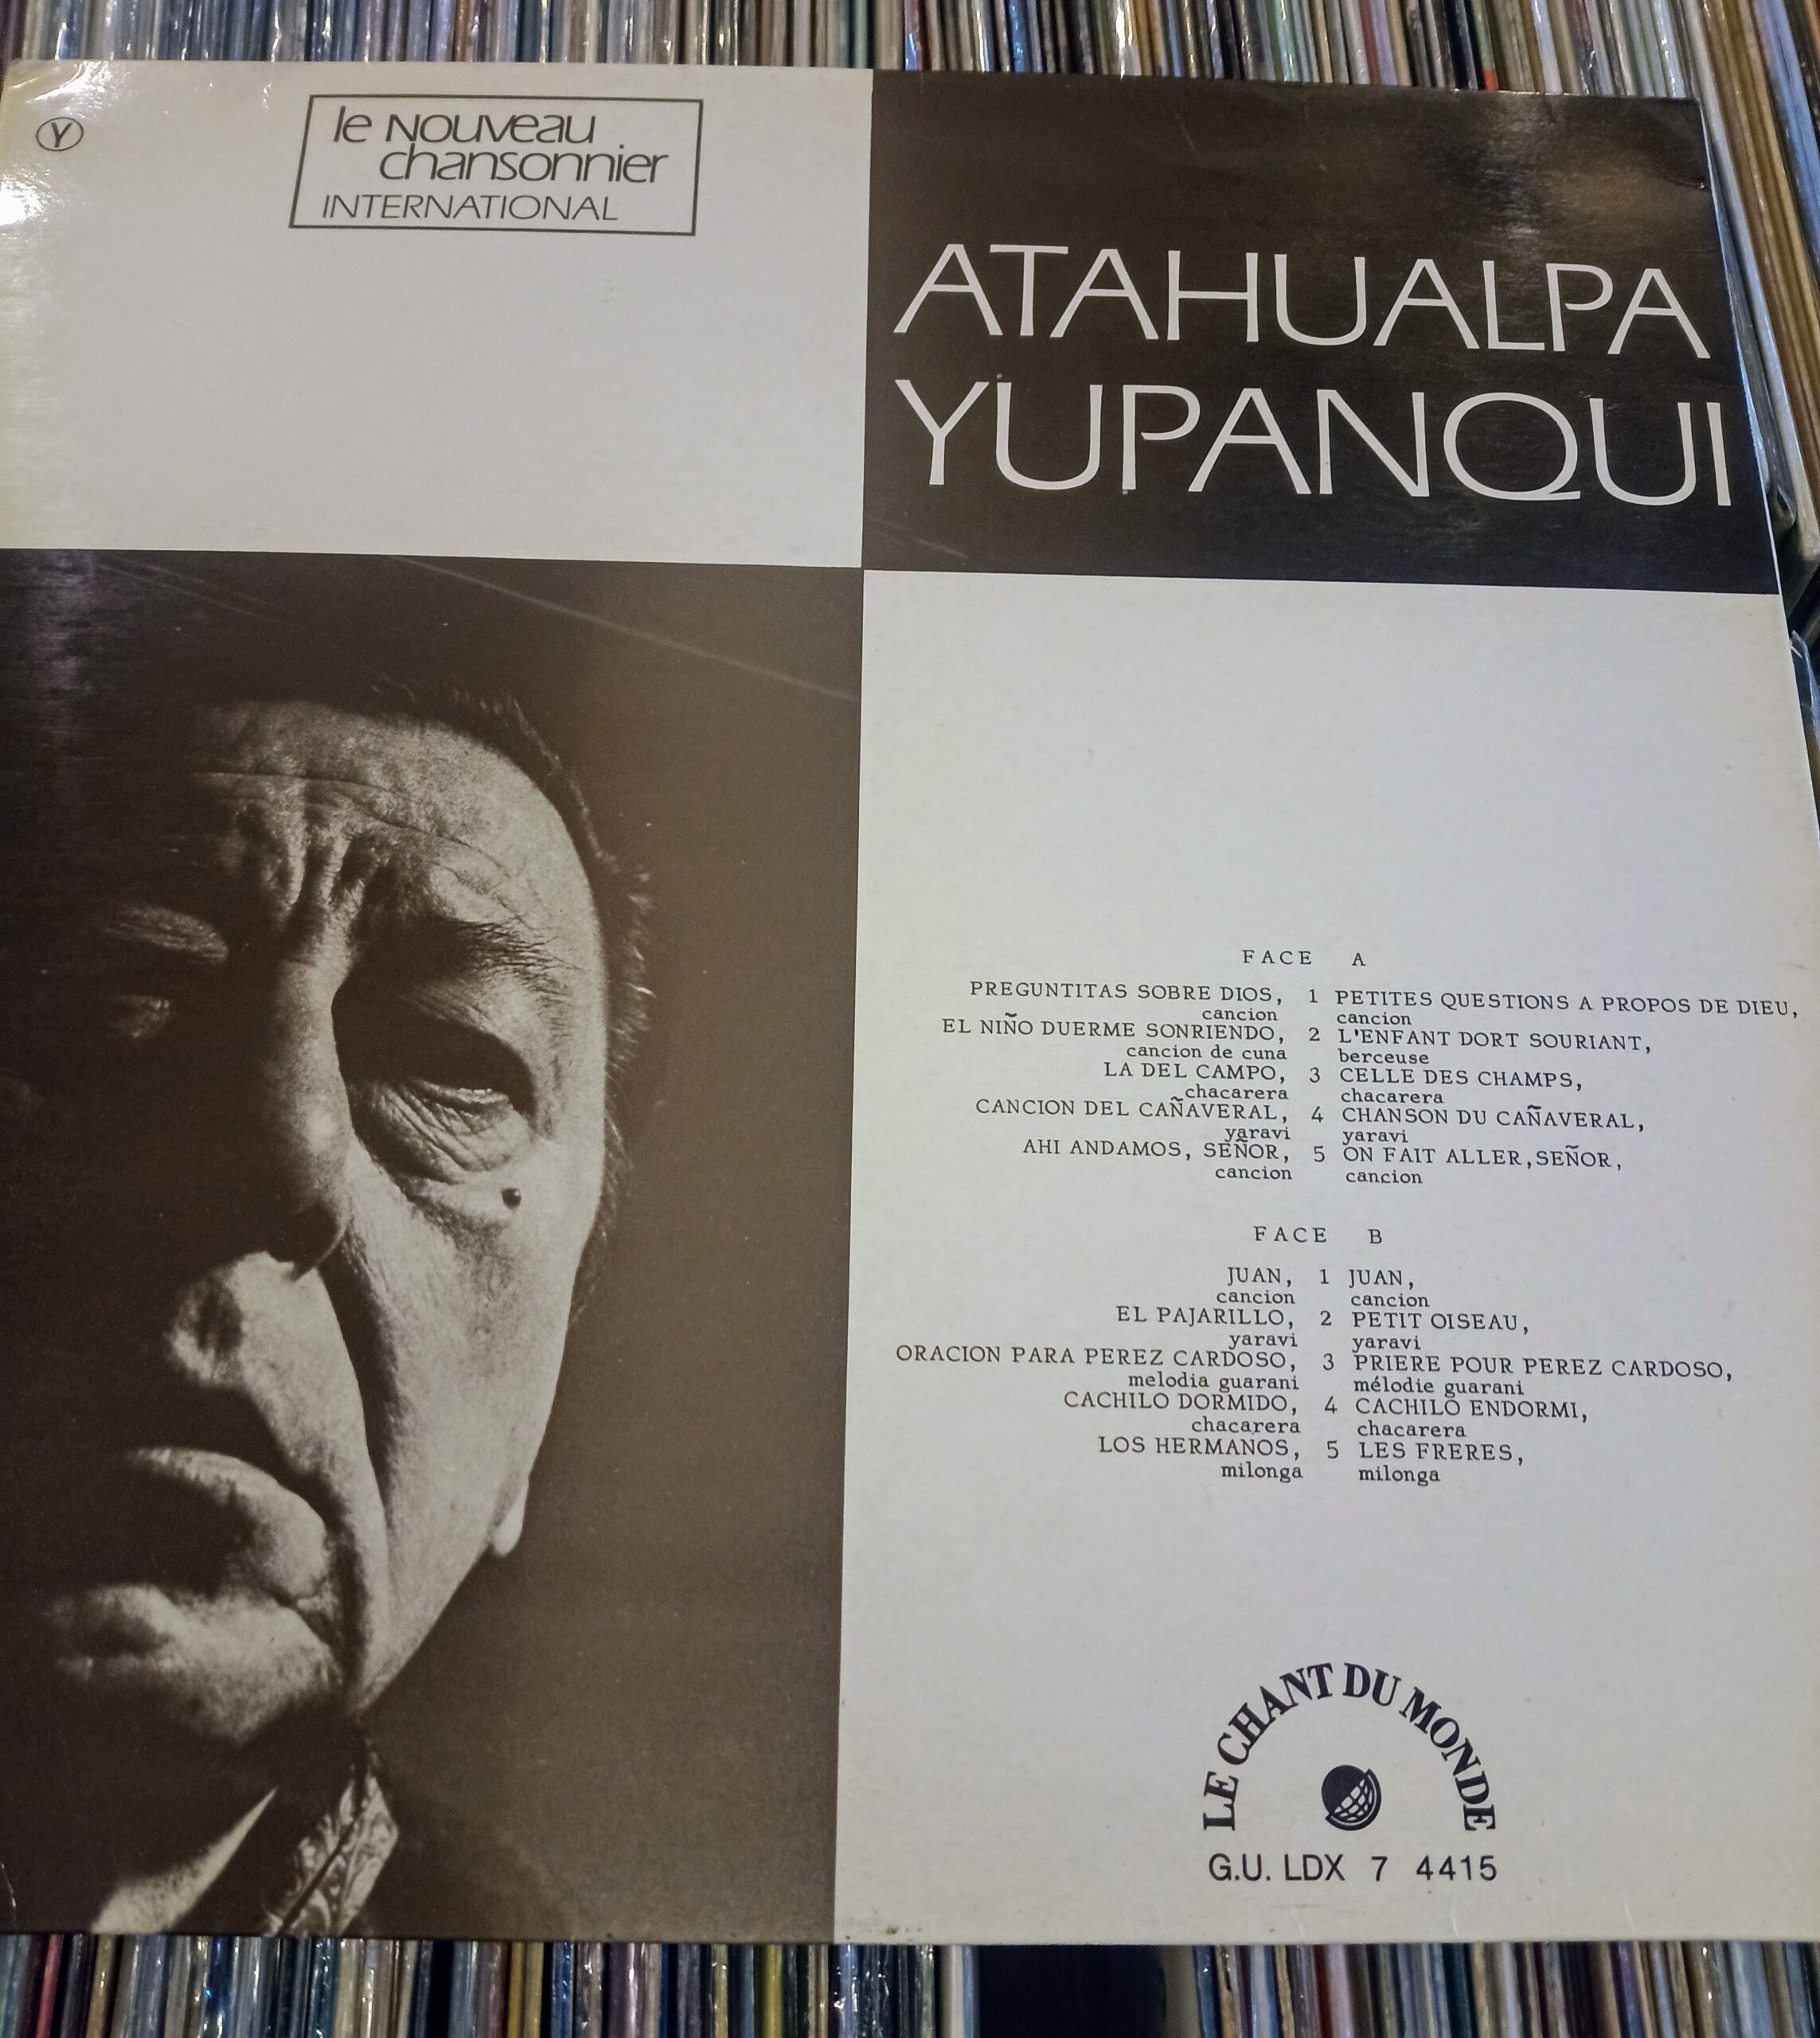 Y
le NOUVEAU
chansonnier
INTERNATIONAL
ATAHUALPA
YUPANQUI
FACE A
PREGUNTITAS SOBRE DIOS, 1 PETITES QUESTIONS A PROPOS DE DIEU,
cancion cancion
EL NIÑO DUERME SONRIENDO, 2 L'ENFANT DORT SOURIANT,
cancion de cuna berceuse
LA DEL CAMPO, 3 CELLE DES CHAMPS,
chacarera chacarera
CANCION DEL CAÑAVERAL, 4 CHANSON DU CAÑAVERAL,
yaravi yaravi
AHI ANDAMOS, SEÑOR, 5 ON FAIT ALLER,SEÑOR,
cancion cancion
FACE B
JUAN, 1 JUAN,
cancion cancion
EL PAJARILLO, 2 PETIT OISEAU,
yaravi yaravi
ORACION PARA PEREZ CARDOSO, 3 PRIERE POUR PEREZ CARDOSO,
melodia guarani mélodie guarani
CACHILO DORMIDO, 4 CACHILO ENDORMI,
chacarera chacarera
LOS HERMANOS, 5 LES FRERES,
milonga milonga
LE CHANT DU MONDE
G.U. LDX 7 4415